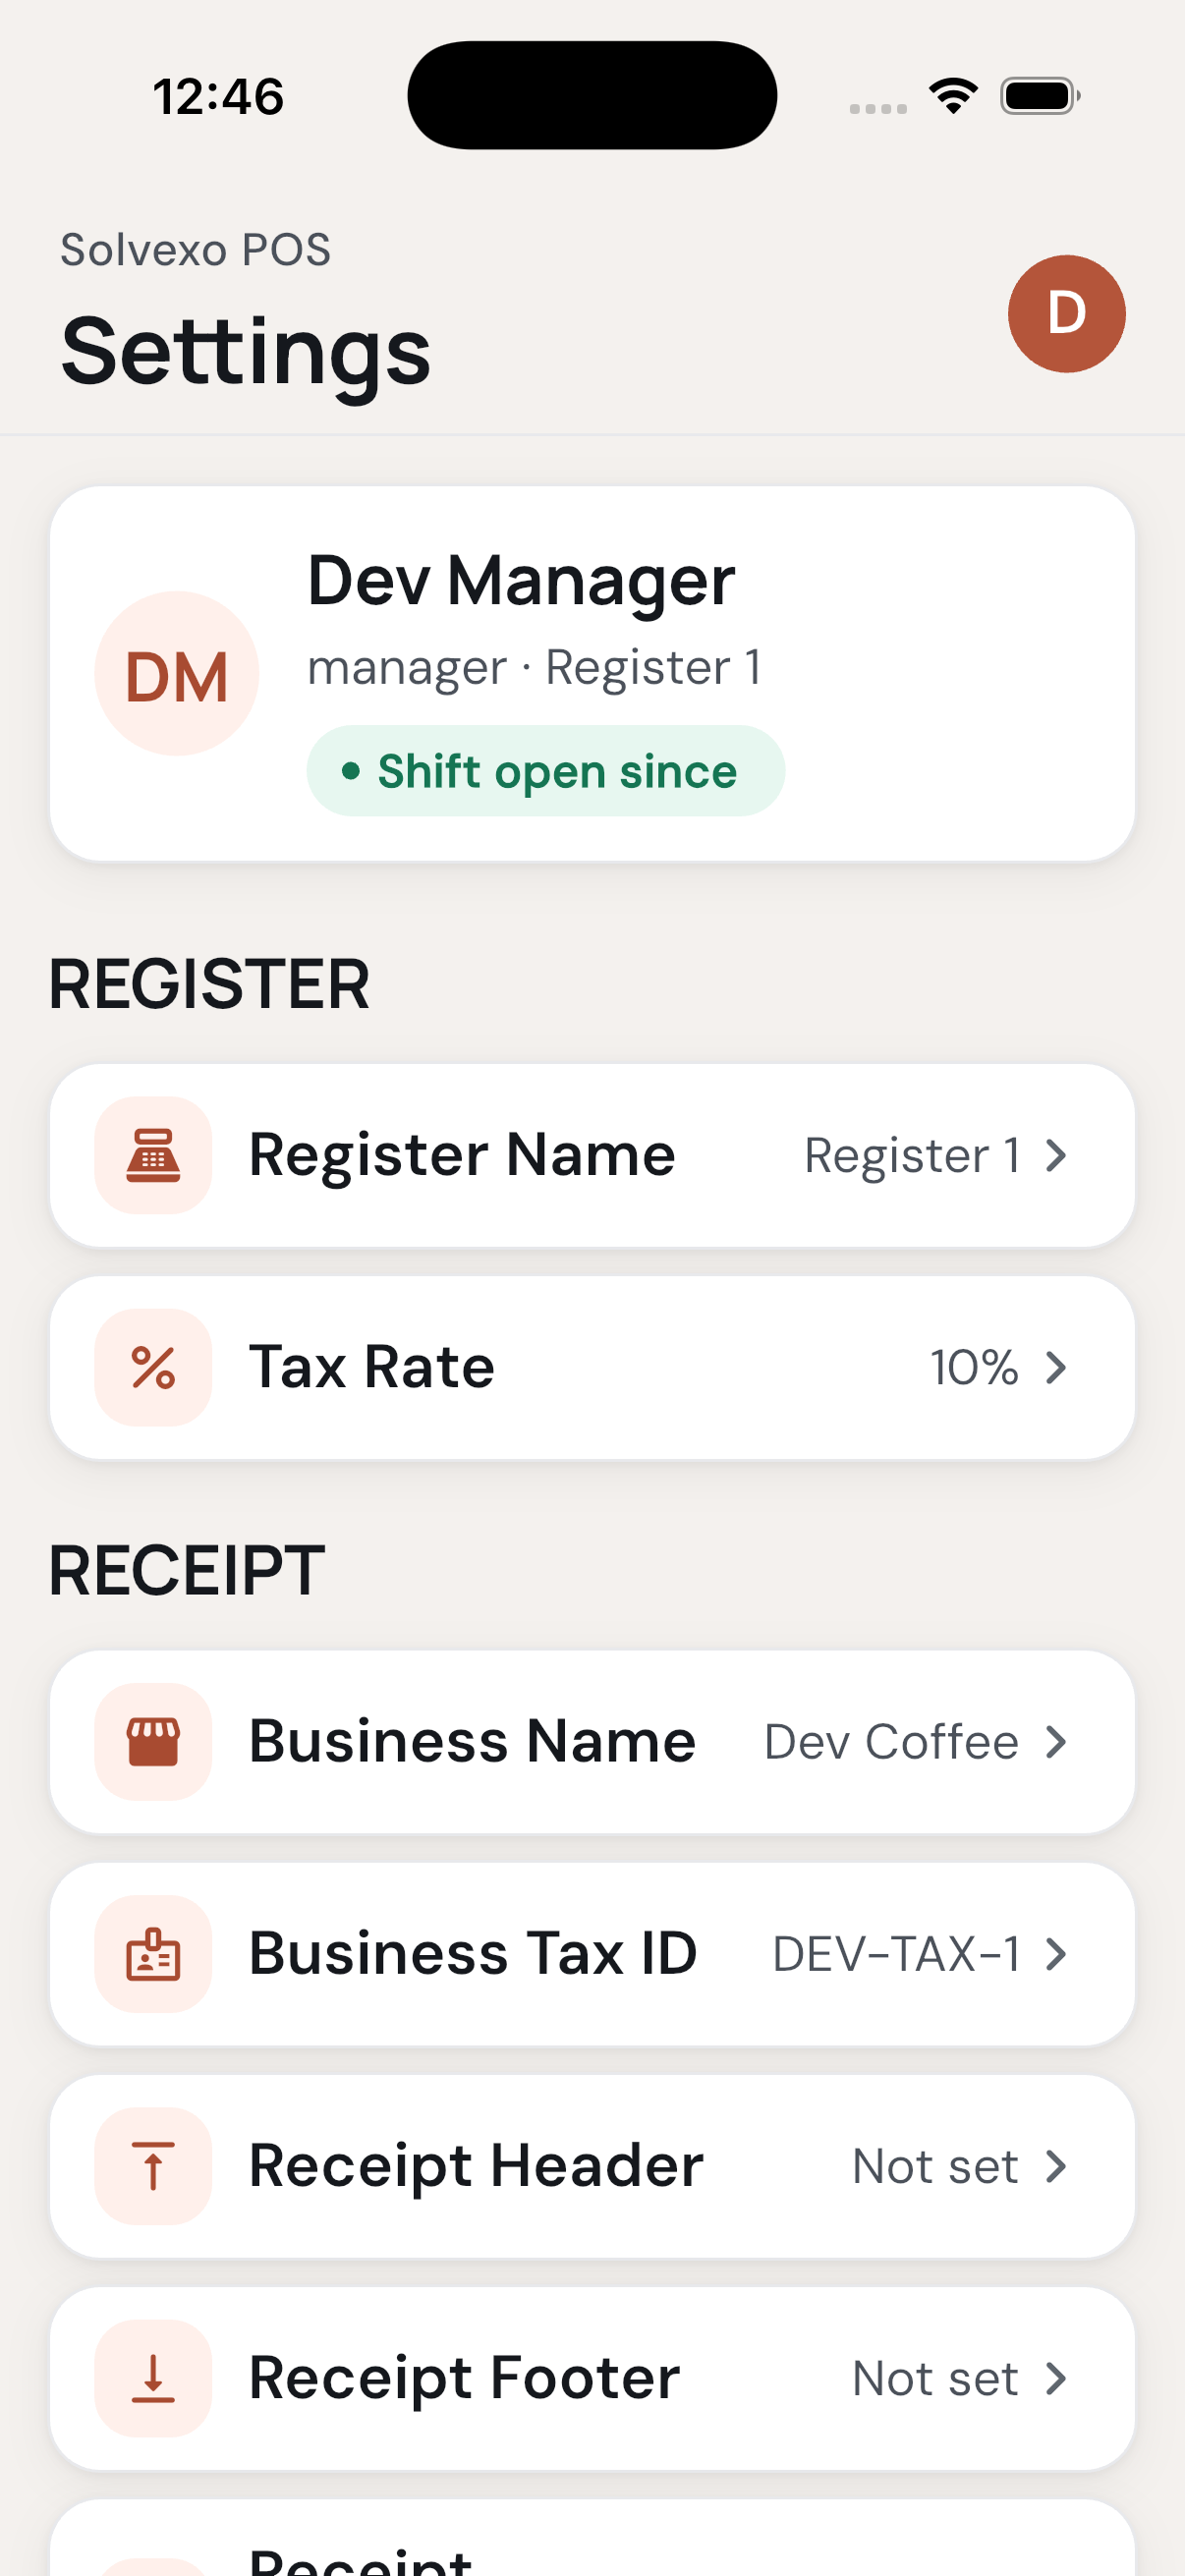 12:46
Solvexo POS
Settings
D
DM
Dev Manager
manager · Register 1
• Shift open since
REGISTER
Register Name Register 1
% Tax Rate 10%
RECEIPT
Business Name Dev Coffee
Business Tax ID DEV-TAX-1
Receipt Header Not set
Receipt Footer Not set
Receipt